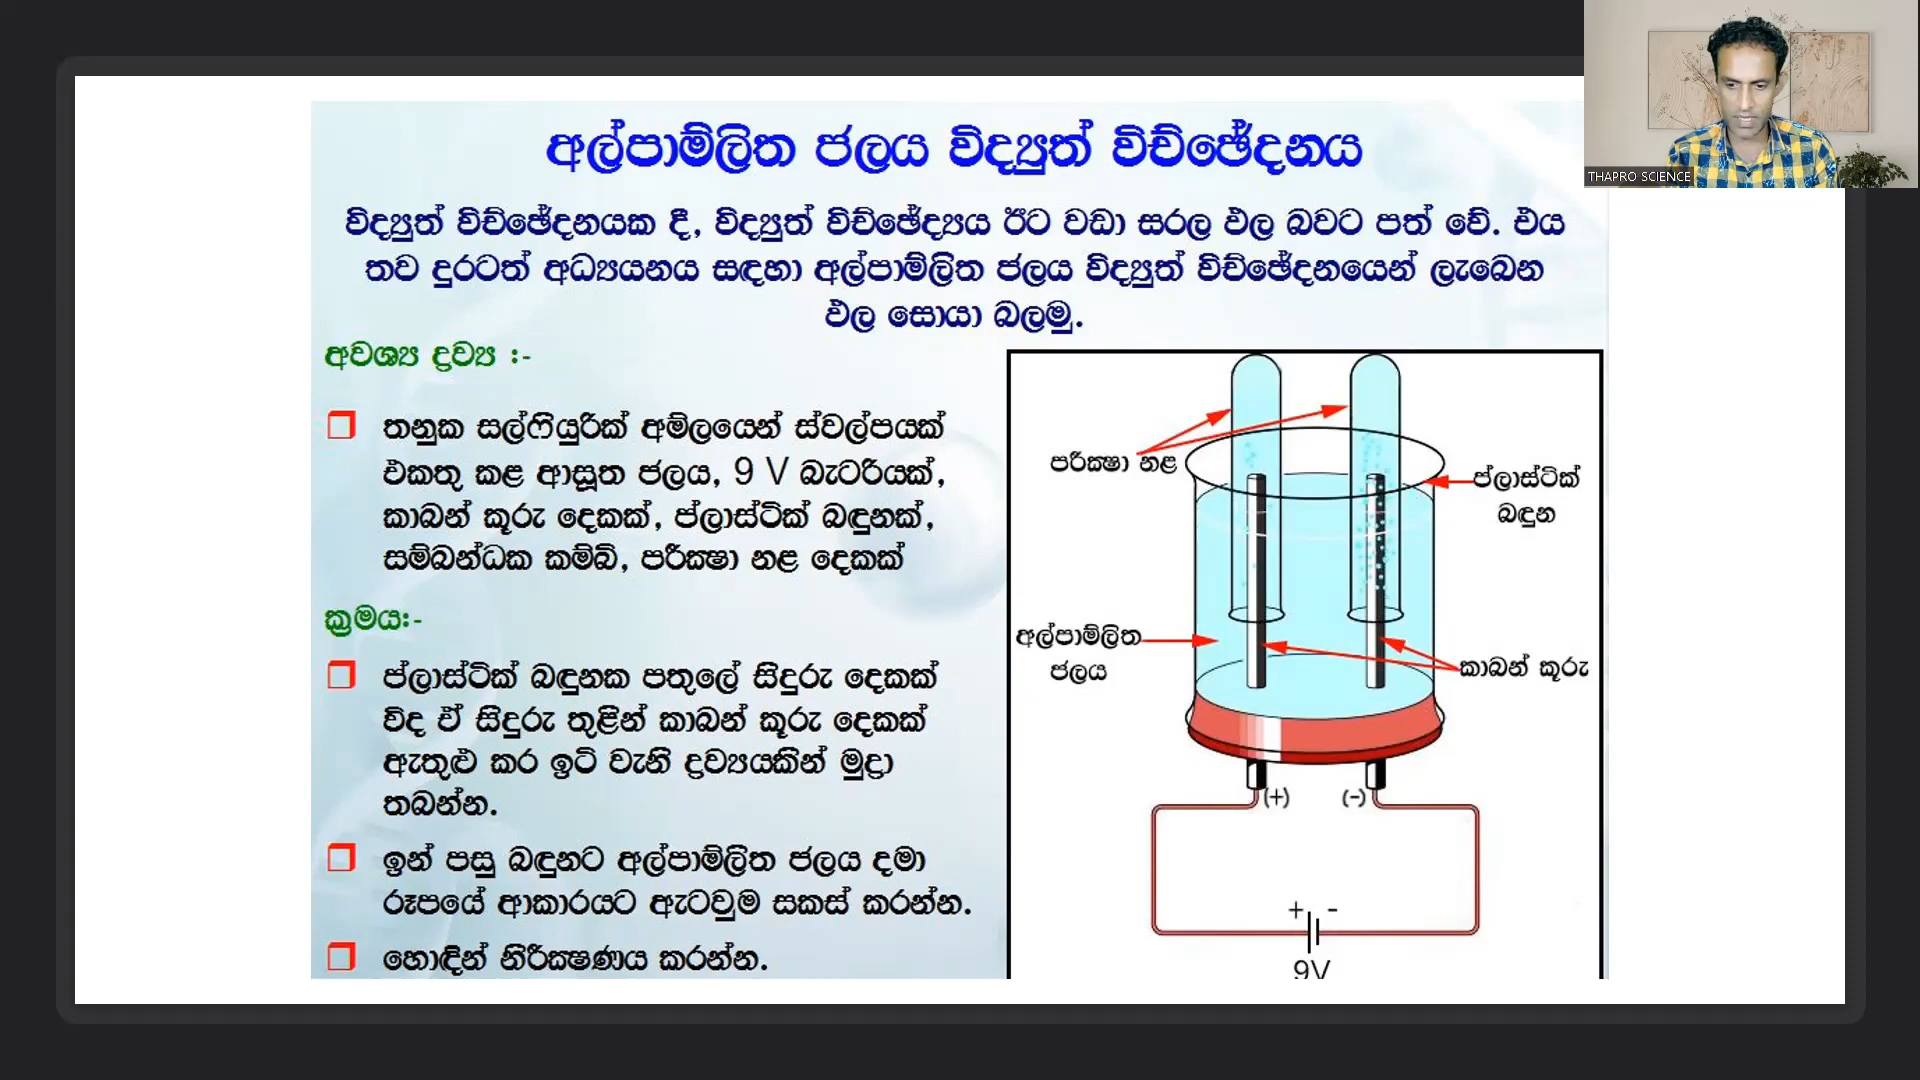 අල්පාම්ලිත ජලය විද්‍යුත් විච්ඡේදනය
විද්‍යුත් විච්ඡේදනයක දී, විද්‍යුත් විච්ඡේද්‍යය ඊට වඩා සරල ඵල බවට පත් වේ. එය
තව දුරටත් අධ්‍යයනය සඳහා අල්පාම්ලිත ජලය විද්‍යුත් විච්ඡේදනයෙන් ලැබෙන
ඵල සොයා බලමු.
අවශ්‍ය ද්‍රව්‍ය :-
තනුක සල්ෆියුරික් අම්ලයෙන් ස්වල්පයක්
එකතු කළ ආසූත ජලය, 9 V බැටරියක්,
කාබන් කූරු දෙකක්, ප්ලාස්ටික් බඳුනක්,
සම්බන්ධක කම්බි, පරීක්‍ෂා නළ දෙකක්
ක්‍රමය:-
ප්ලාස්ටික් බඳුනක පතුලේ සිදුරු දෙකක්
විද ඒ සිදුරු තුළින් කාබන් කූරු දෙකක්
ඇතුළු කර ඉටි වැනි ද්‍රව්‍යයකින් මුද්‍රා
තබන්න.
ඉන් පසු බඳුනට අල්පාම්ලිත ජලය දමා
රූපයේ ආකාරයට ඇටවුම සකස් කරන්න.
හොඳින් නිරීක්‍ෂණය කරන්න.
පරීක්‍ෂා නළ
ප්ලාස්ටික්
බඳුන
අල්පාම්ලිත
ජලය
කාබන් කූරු
(+)
(-)
+ -
9V
THAPRO SCIENCE